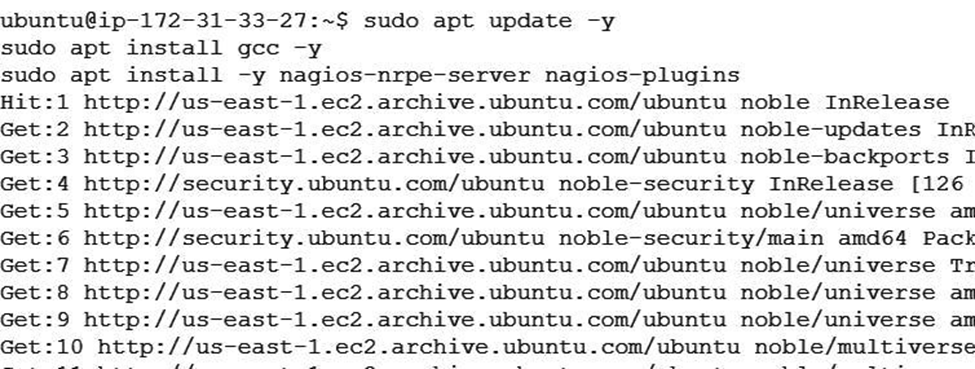 ubuntu@ip-172-31-33-27:~$ sudo apt update -y
sudo apt install gcc -y
sudo apt install -y nagios-nrpe-server nagios-plugins
Hit:1 http://us-east-1.ec2.archive.ubuntu.com/ubuntu noble InRelease
Get:2 http://us-east-1.ec2.archive.ubuntu.com/ubuntu noble-updates InR
Get:3 http://us-east-1.ec2.archive.ubuntu.com/ubuntu noble-backports I
Get:4 http://security.ubuntu.com/ubuntu noble-security InRelease [126
Get:5 http://us-east-1.ec2.archive.ubuntu.com/ubuntu noble/universe am
Get:6 http://security.ubuntu.com/ubuntu noble-security/main amd64 Pack
Get:7 http://us-east-1.ec2.archive.ubuntu.com/ubuntu noble/universe Tr
Get:8 http://us-east-1.ec2.archive.ubuntu.com/ubuntu noble/universe am
Get:9 http://us-east-1.ec2.archive.ubuntu.com/ubuntu noble/universe am
Get:10 http://us-east-1.ec2.archive.ubuntu.com/ubuntu noble/multiverse